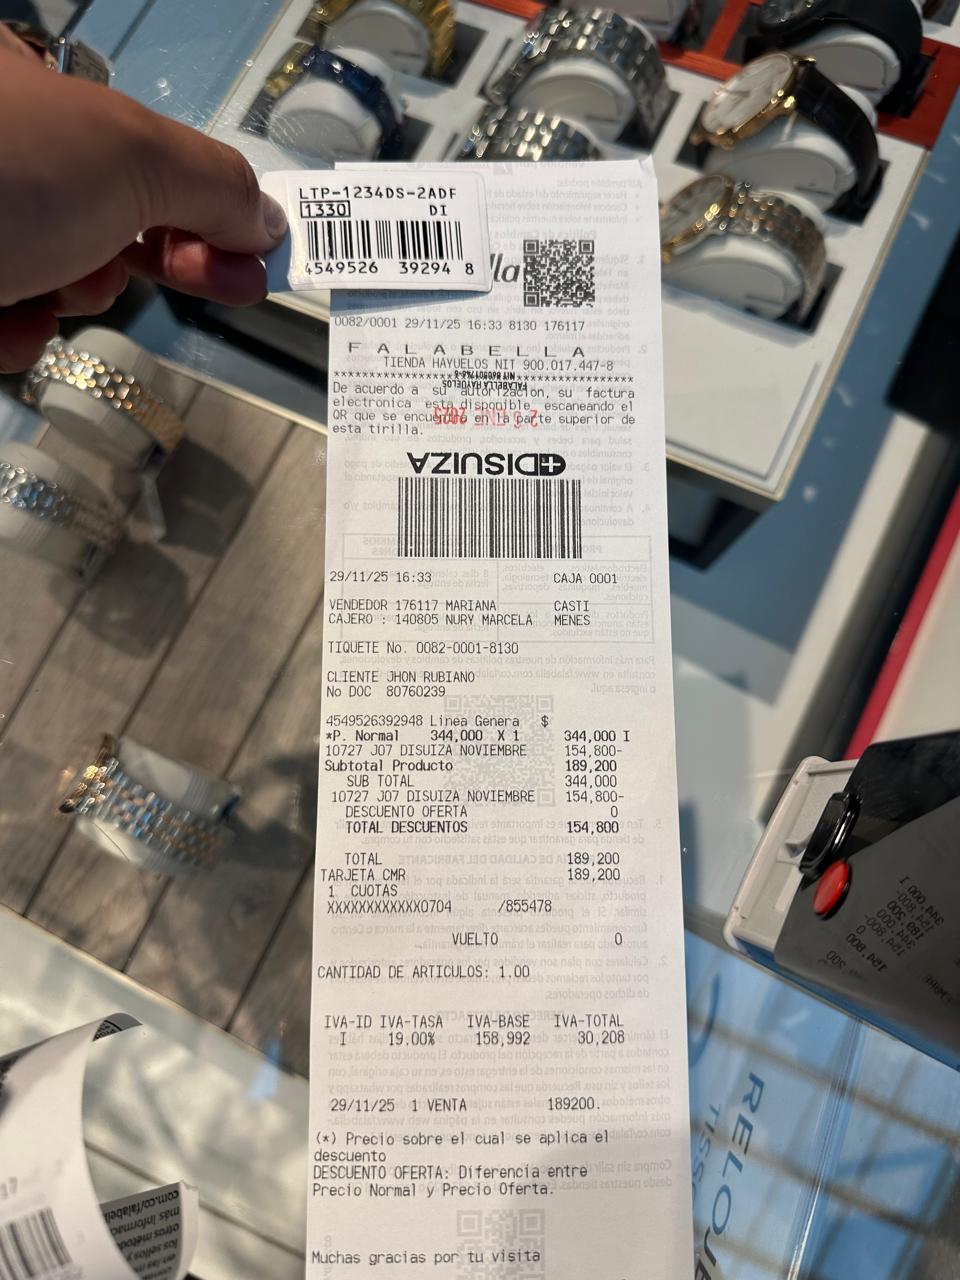 LTP-1234DS-2ADF
1330 DI
4549526 39294 8
lla
0082/0001 29/11/25 16:33 8130 176117
F A L A B E L L A
TIENDA HAYUELOS NIT 900.017.447-8
****************************************
FALABELLA HAYUELOS
De acuerdo a su autorizacion, su factura
electronica esta disponible escaneando el
QR que se encuentra en la parte superior de
esta tirilla.
DISUIZA
29/11/25 16:33 CAJA 0001
VENDEDOR 176117 MARIANA CASTI
CAJERO : 140805 NURY MARCELA MENES
TIQUETE No. 0082-0001-8130
CLIENTE JHON RUBIANO
No DOC 80760239
4549526392948 Linea Genera $
*P. Normal 344,000 X 1 344,000 I
10727 J07 DISUIZA NOVIEMBRE 154,800-
Subtotal Producto 189,200
SUB TOTAL 344,000
10727 J07 DISUIZA NOVIEMBRE 154,800-
DESCUENTO OFERTA 0
TOTAL DESCUENTOS 154,800
TOTAL 189,200
TARJETA CMR 189,200
1 CUOTAS
XXXXXXXXXXXX0704 /855478
VUELTO 0
CANTIDAD DE ARTICULOS: 1.00
IVA-ID IVA-TASA IVA-BASE IVA-TOTAL
I 19.00% 158,992 30,208
29/11/25 1 VENTA 189200.
(*) Precio sobre el cual se aplica el
descuento
DESCUENTO OFERTA: Diferencia entre
Precio Normal y Precio Oferta.
Muchas gracias por tu visita
RELOJE
TISS